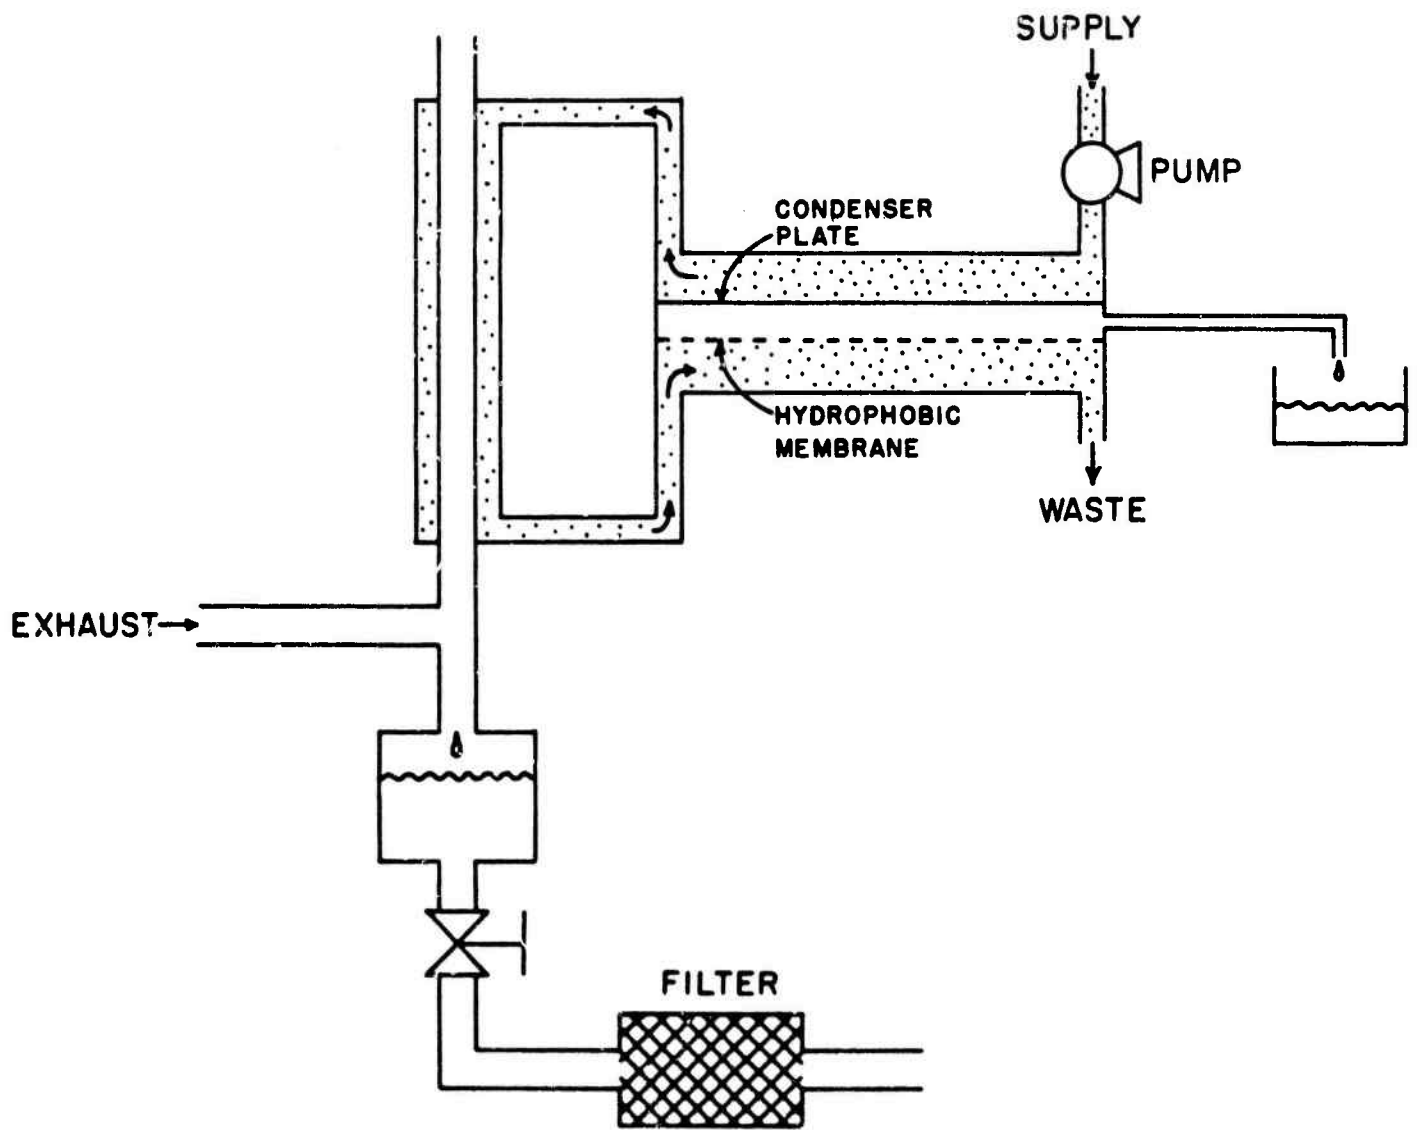 SUPPLY
PUMP
CONDENSER
PLATE
HYDROPHOBIC
MEMBRANE
WASTE
EXHAUST
FILTER